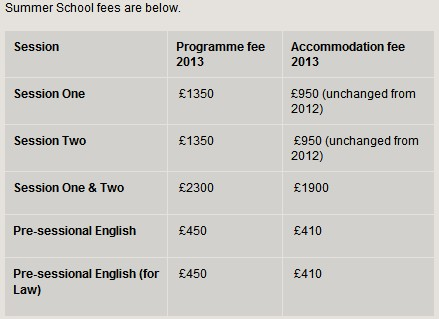 Summer School fees are below.
Session Programme fee Accommodation fee
2013 2013
Session One £1350 £950 (unchanged from
2012)
Session Two £1350 £950 (unchanged from
2012)
Session One & Two £2300 £1900
Pre-sessional English £450 £410
Pre-sessional English (for £450 £410
Law)